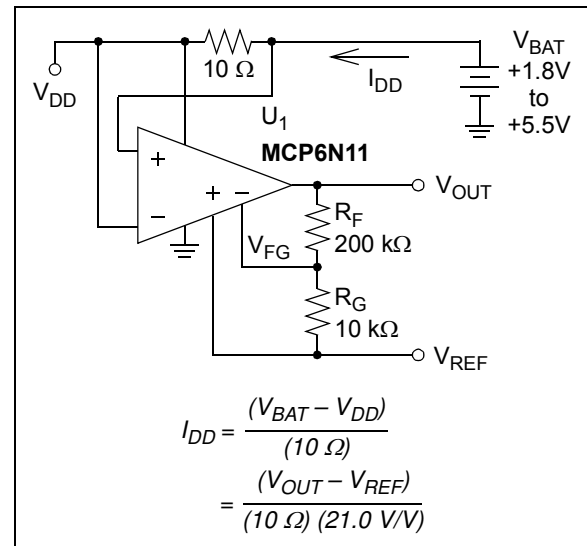 10 Ω
V_DD
I_DD
V_BAT
+1.8V
to
+5.5V
U_1
MCP6N11
+
−
+ −
V_OUT
R_F
200 kΩ
V_FG
R_G
10 kΩ
V_REF
I_DD = (V_BAT – V_DD) / (10 Ω)
= (V_OUT – V_REF) / (10 Ω) (21.0 V/V)